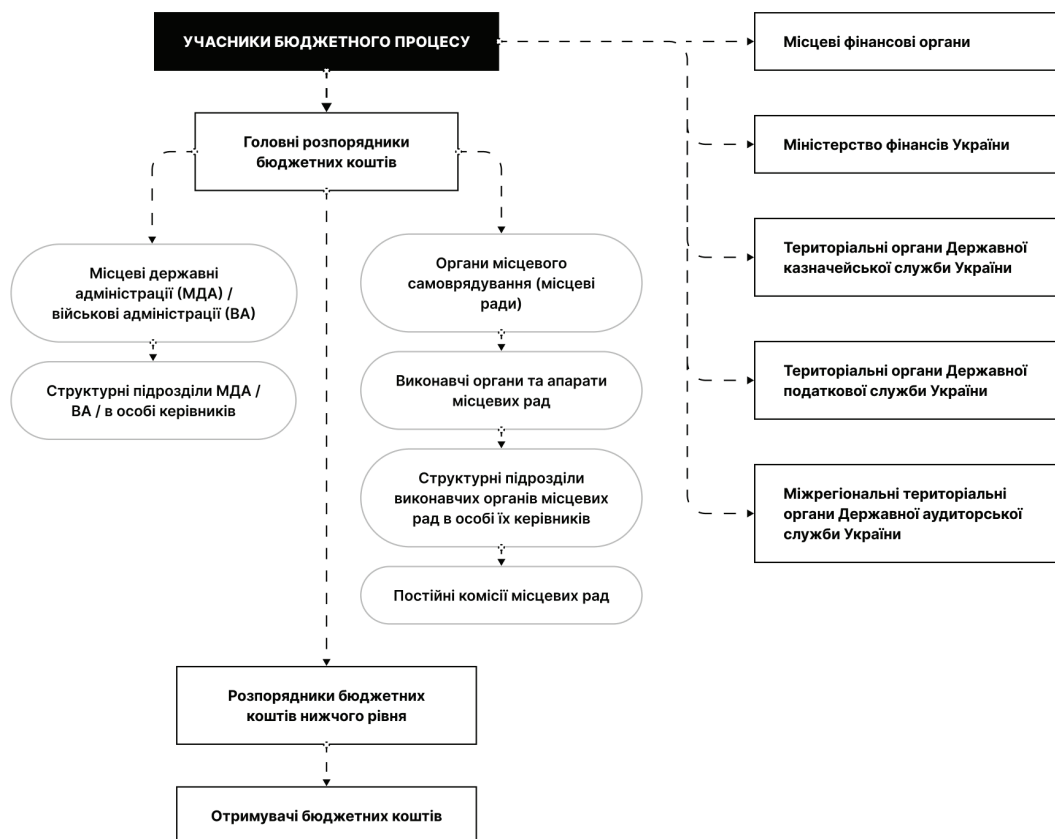 УЧАСНИКИ БЮДЖЕТНОГО ПРОЦЕСУ
Місцеві фінансові органи
Головні розпорядники
бюджетних коштів
Міністерство фінансів України
Територіальні органи Державної
казначейської служби України
Місцеві державні
адміністрації (МДА) /
військові адміністрації (ВА)
Органи місцевого
самоврядування (місцеві
ради)
Структурні підрозділи МДА /
ВА / в особі керівників
Виконавчі органи та апарати
місцевих рад
Територіальні органи Державної
податкової служби України
Структурні підрозділи
виконавчих органів місцевих
рад в особі їх керівників
Міжрегіональні територіальні
органи Державної аудиторської
служби України
Постійні комісії місцевих рад
Розпорядники бюджетних
коштів нижчого рівня
Отримувачі бюджетних коштів